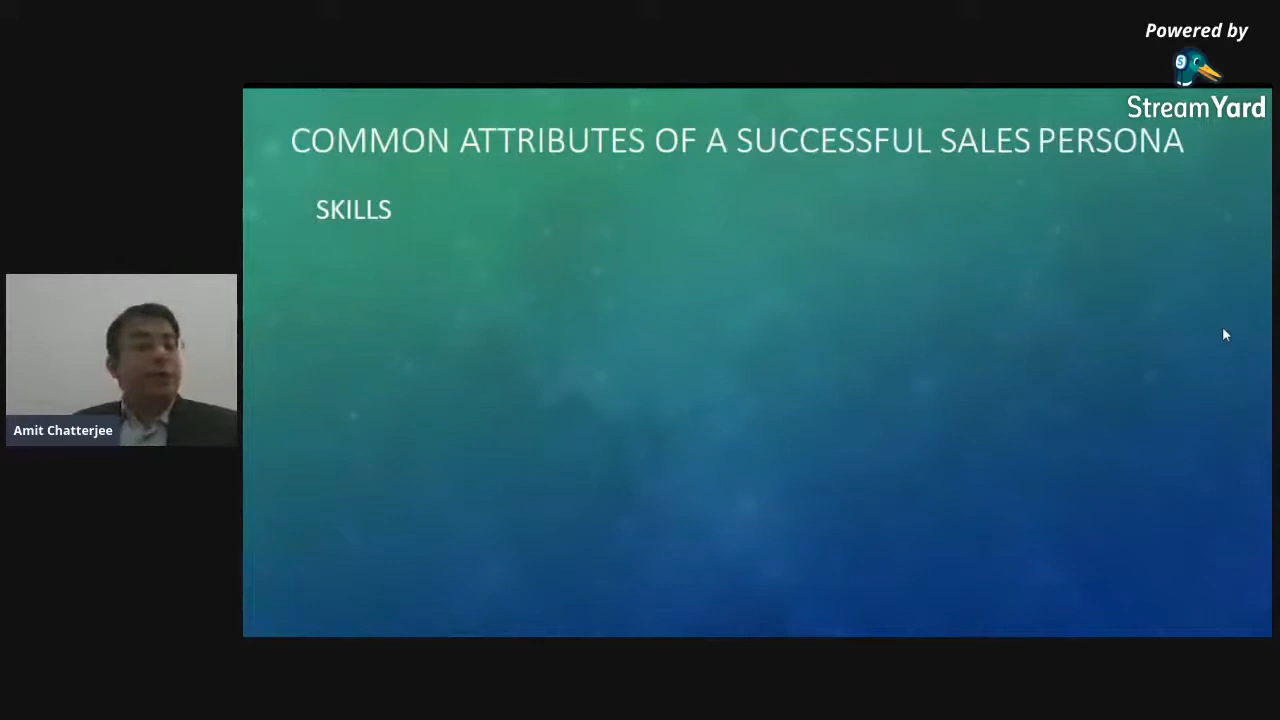 Powered by
StreamYard
COMMON ATTRIBUTES OF A SUCCESSFUL SALES PERSONA
SKILLS
Amit Chatterjee